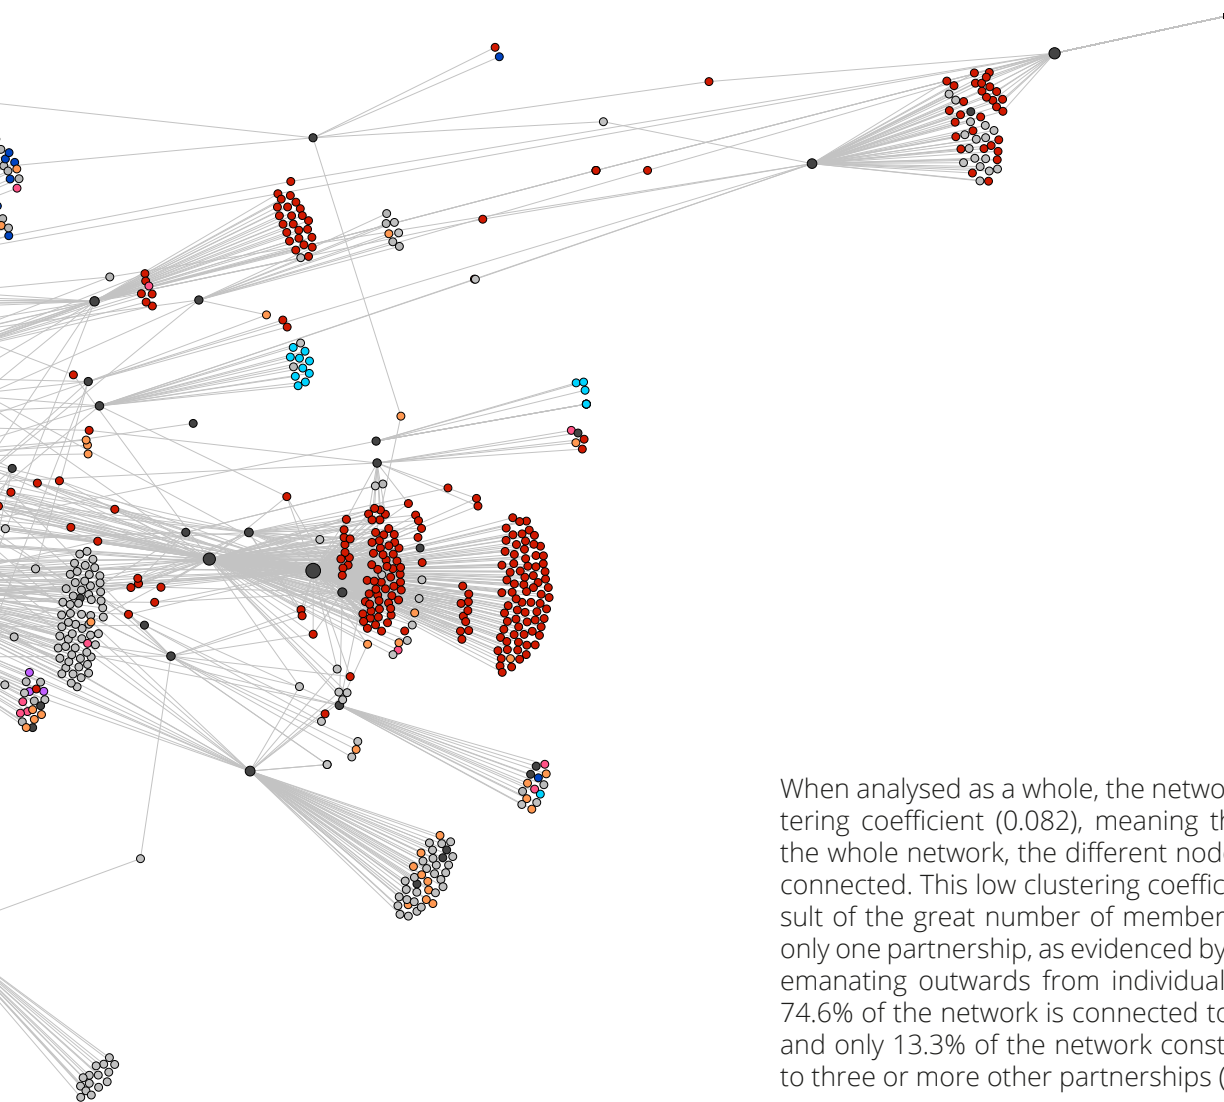 When analysed as a whole, the netwo
tering coefficient (0.082), meaning th
the whole network, the different nod
connected. This low clustering coeffic
sult of the great number of member
only one partnership, as evidenced by
emanating outwards from individual
74.6% of the network is connected to
and only 13.3% of the network const
to three or more other partnerships (